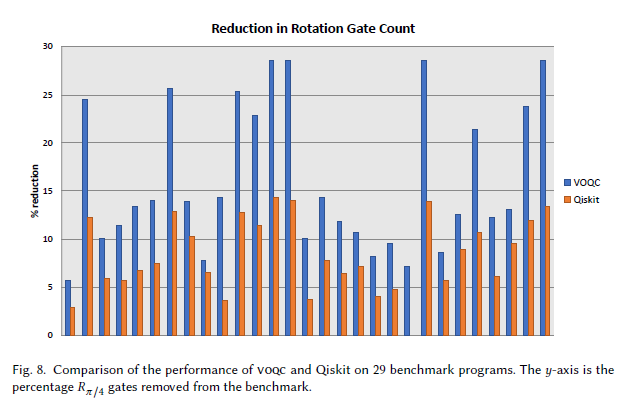 Reduction in Rotation Gate Count
30
25
20
15
10
5
0
% reduction
VOQC
Qiskit
Fig. 8. Comparison of the performance of VOQC and Qiskit on 29 benchmark programs. The y-axis is the
percentage Rπ/4 gates removed from the benchmark.